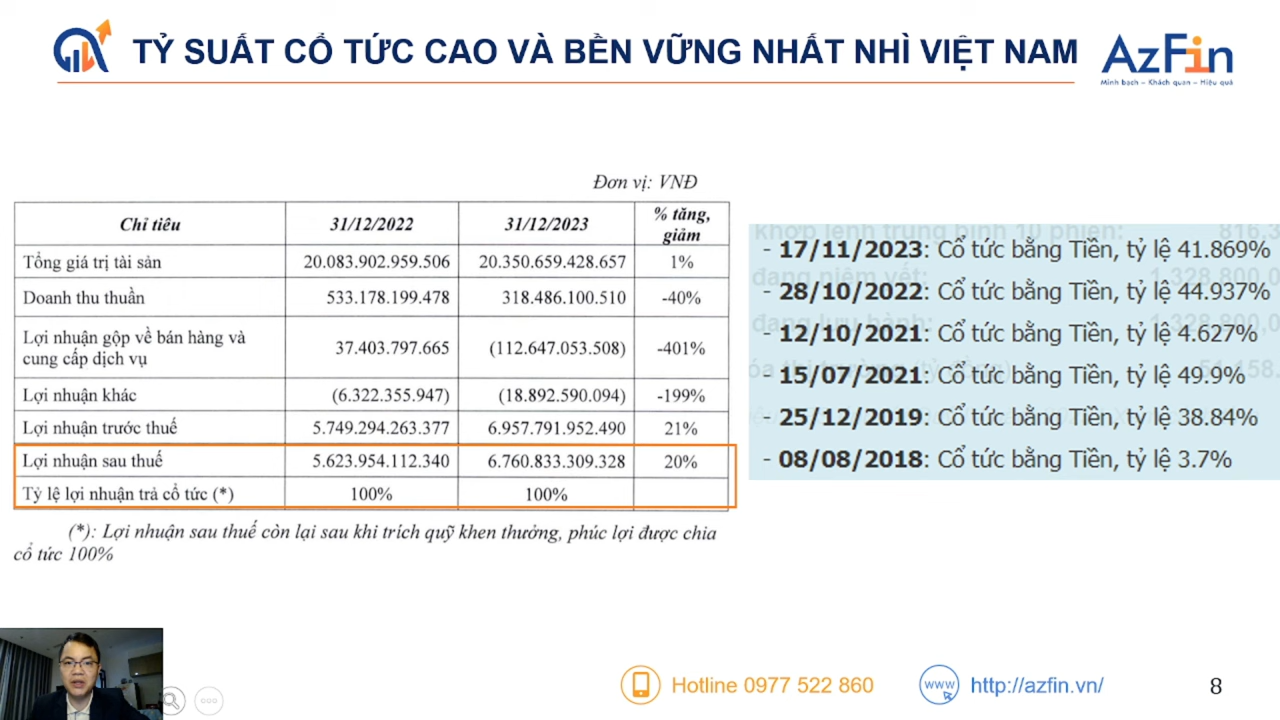 TỶ SUẤT CỔ TỨC CAO VÀ BỀN VỮNG NHẤT NHÌ VIỆT NAM
AzFin
Minh bạch – Khách quan – Hiệu quả
Đơn vị: VNĐ
Chỉ tiêu 31/12/2022 31/12/2023 % tăng, giảm
Tổng giá trị tài sản 20.083.902.959.506 20.350.659.428.657 1%
Doanh thu thuần 533.178.199.478 318.486.100.510 -40%
Lợi nhuận gộp về bán hàng và
cung cấp dịch vụ 37.403.797.665 (112.647.053.508) -401%
Lợi nhuận khác (6.322.355.947) (18.892.590.094) -199%
Lợi nhuận trước thuế 5.749.294.263.377 6.957.791.952.490 21%
Lợi nhuận sau thuế 5.623.954.112.340 6.760.833.309.328 20%
Tỷ lệ lợi nhuận trả cổ tức (*) 100% 100%
(*): Lợi nhuận sau thuế còn lại sau khi trích quỹ khen thưởng, phúc lợi được chia
cổ tức 100%
- 17/11/2023: Cổ tức bằng Tiền, tỷ lệ 41.869%
- 28/10/2022: Cổ tức bằng Tiền, tỷ lệ 44.937%
- 12/10/2021: Cổ tức bằng Tiền, tỷ lệ 4.627%
- 15/07/2021: Cổ tức bằng Tiền, tỷ lệ 49.9%
- 25/12/2019: Cổ tức bằng Tiền, tỷ lệ 38.84%
- 08/08/2018: Cổ tức bằng Tiền, tỷ lệ 3.7%
Hotline 0977 522 860
www
http://azfin.vn/
8